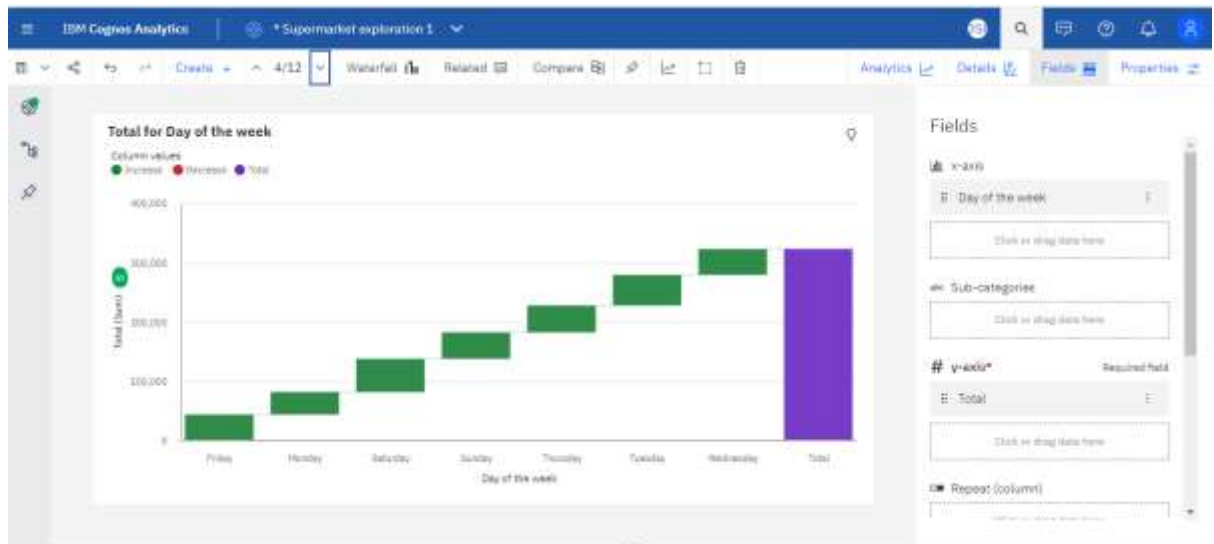 IBM Cognos Analytics
* Supermarket exploration 1
Create
4/12
Waterfall
Related
Compare
Analytics
Details
Fields
Properties
Total for Day of the week
Column values
Increase Decrease Total
400,000
300,000
200,000
100,000
0
Total (Sum)
Friday Monday Saturday Sunday Thursday Tuesday Wednesday Total
Day of the week
Fields
x-axis
Day of the week
Click or drag data here
Sub-categories
Click or drag data here
y-axis*
Required field
Total
Click or drag data here
Repeat (column)